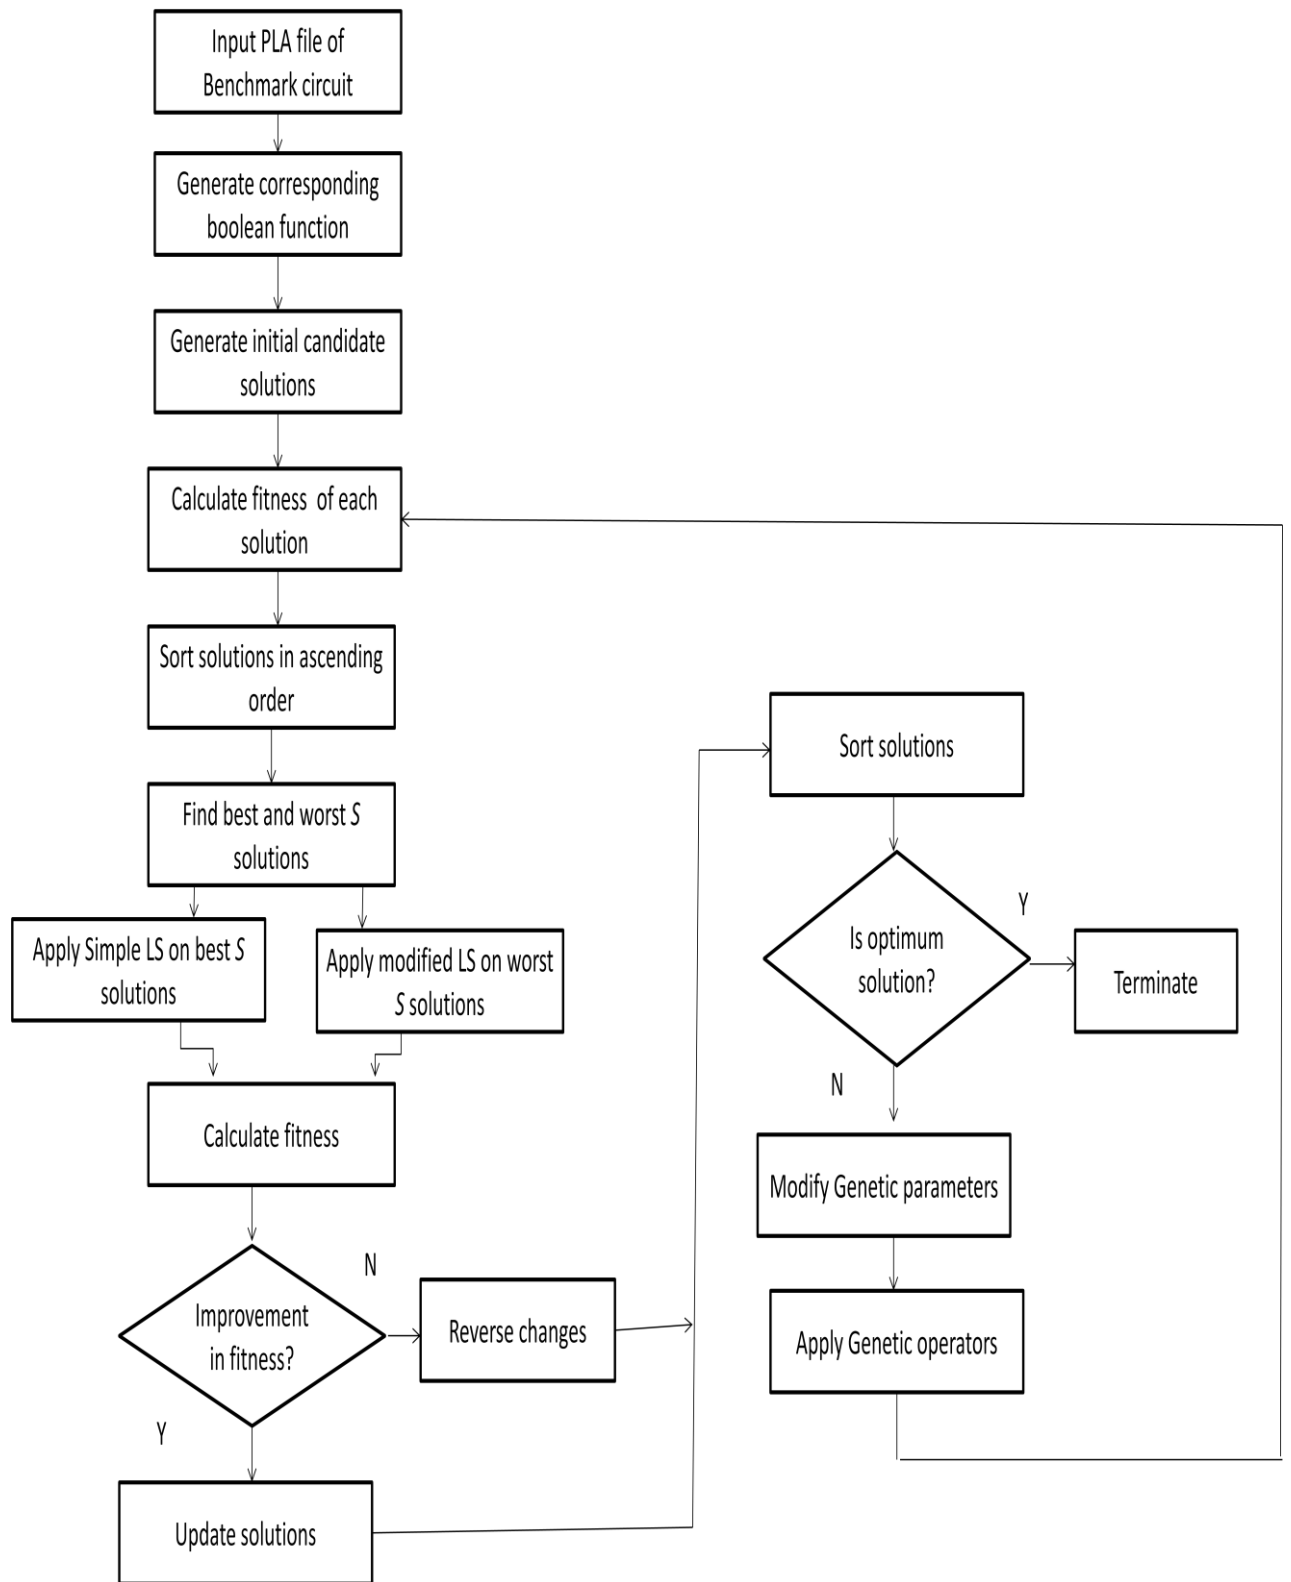 Input PLA file of
Benchmark circuit
Generate corresponding
boolean function
Generate initial candidate
solutions
Calculate fitness of each
solution
Sort solutions in ascending
order
Find best and worst S
solutions
Apply Simple LS on best S
solutions
Apply modified LS on worst
S solutions
Calculate fitness
Improvement
in fitness?
N
Reverse changes
Y
Update solutions
Sort solutions
Is optimum
solution?
Y
Terminate
N
Modify Genetic parameters
Apply Genetic operators